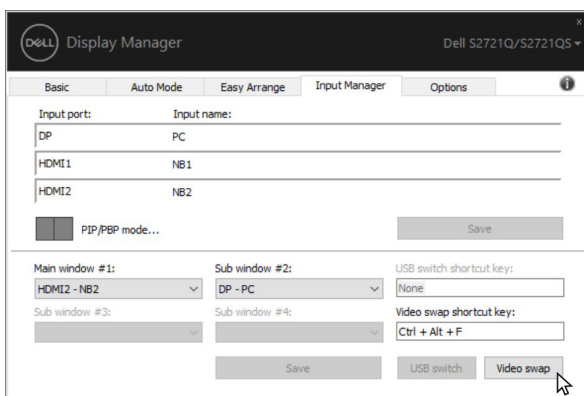 DELL Display Manager
x
Dell S2721Q/S2721QS
Basic Auto Mode Easy Arrange Input Manager Options i
Input port: Input name:
DP PC
HDMI1 NB1
HDMI2 NB2
PIP/PBP mode... Save
Main window #1: Sub window #2: USB switch shortcut key:
HDMI2 - NB2 DP - PC None
Sub window #3: Sub window #4: Video swap shortcut key:
Ctrl + Alt + F
Save USB switch Video swap